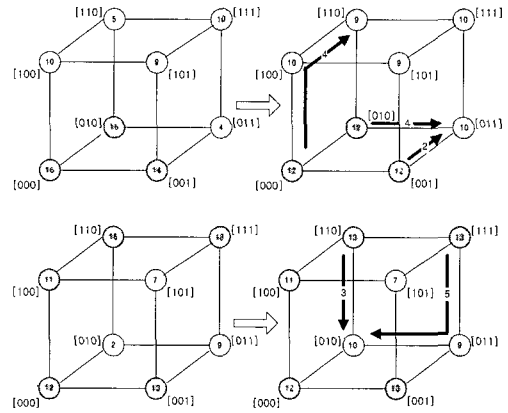 [110] 5 10 [111]
10 9
[100] [101]
[010] 16 4 [011]
16 14
[000] [001]
[110] 9 10 [111]
4
10 9
[100] [101]
[010]
12 4 10 [011]
2
12 12
[000] [001]
[110] 16 18 [111]
11 7
[100] [101]
[010] 2 9 [011]
12 13
[000] [001]
[110] 13 13 [111]
11 3 7 5
[100] [101]
[010] 10 9 [011]
12 13
[000] [001]